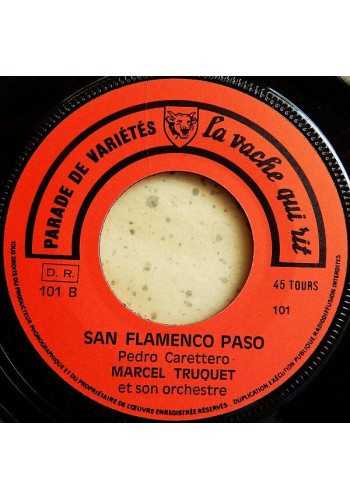 PARADE DE VARIÉTÉS
La vache qui rit
D. R.
101 B
45 TOURS
101
SAN FLAMENCO PASO
Pedro Carettero
MARCEL TRUQUET
et son orchestre
TOUS DROITS DU PRODUCTEUR PHONOGRAPHIQUE ET DU PROPRIÉTAIRE DE L'ŒUVRE ENREGISTRÉE RÉSERVÉS - DUPLICATION EXÉCUTION PUBLIQUE RADIODIFFUSION INTERDITES